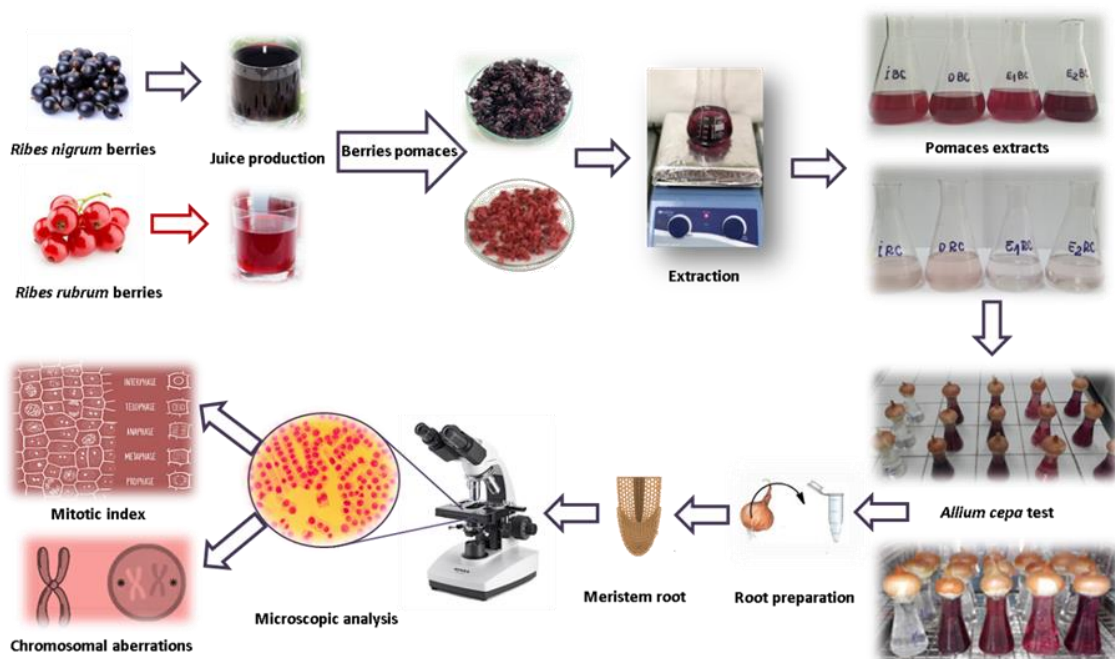 Ribes nigrum berries
Juice production
Berries pomaces
iBC
DBC
E1BC
E2BC
Pomaces extracts
Ribes rubrum berries
Extraction
iRC
DRC
E1RC
E2RC
INTERPHASE
TELOPHASE
ANAPHASE
METAPHASE
PROPHASE
Mitotic index
Allium cepa test
Meristem root
Root preparation
Microscopic analysis
Chromosomal aberrations